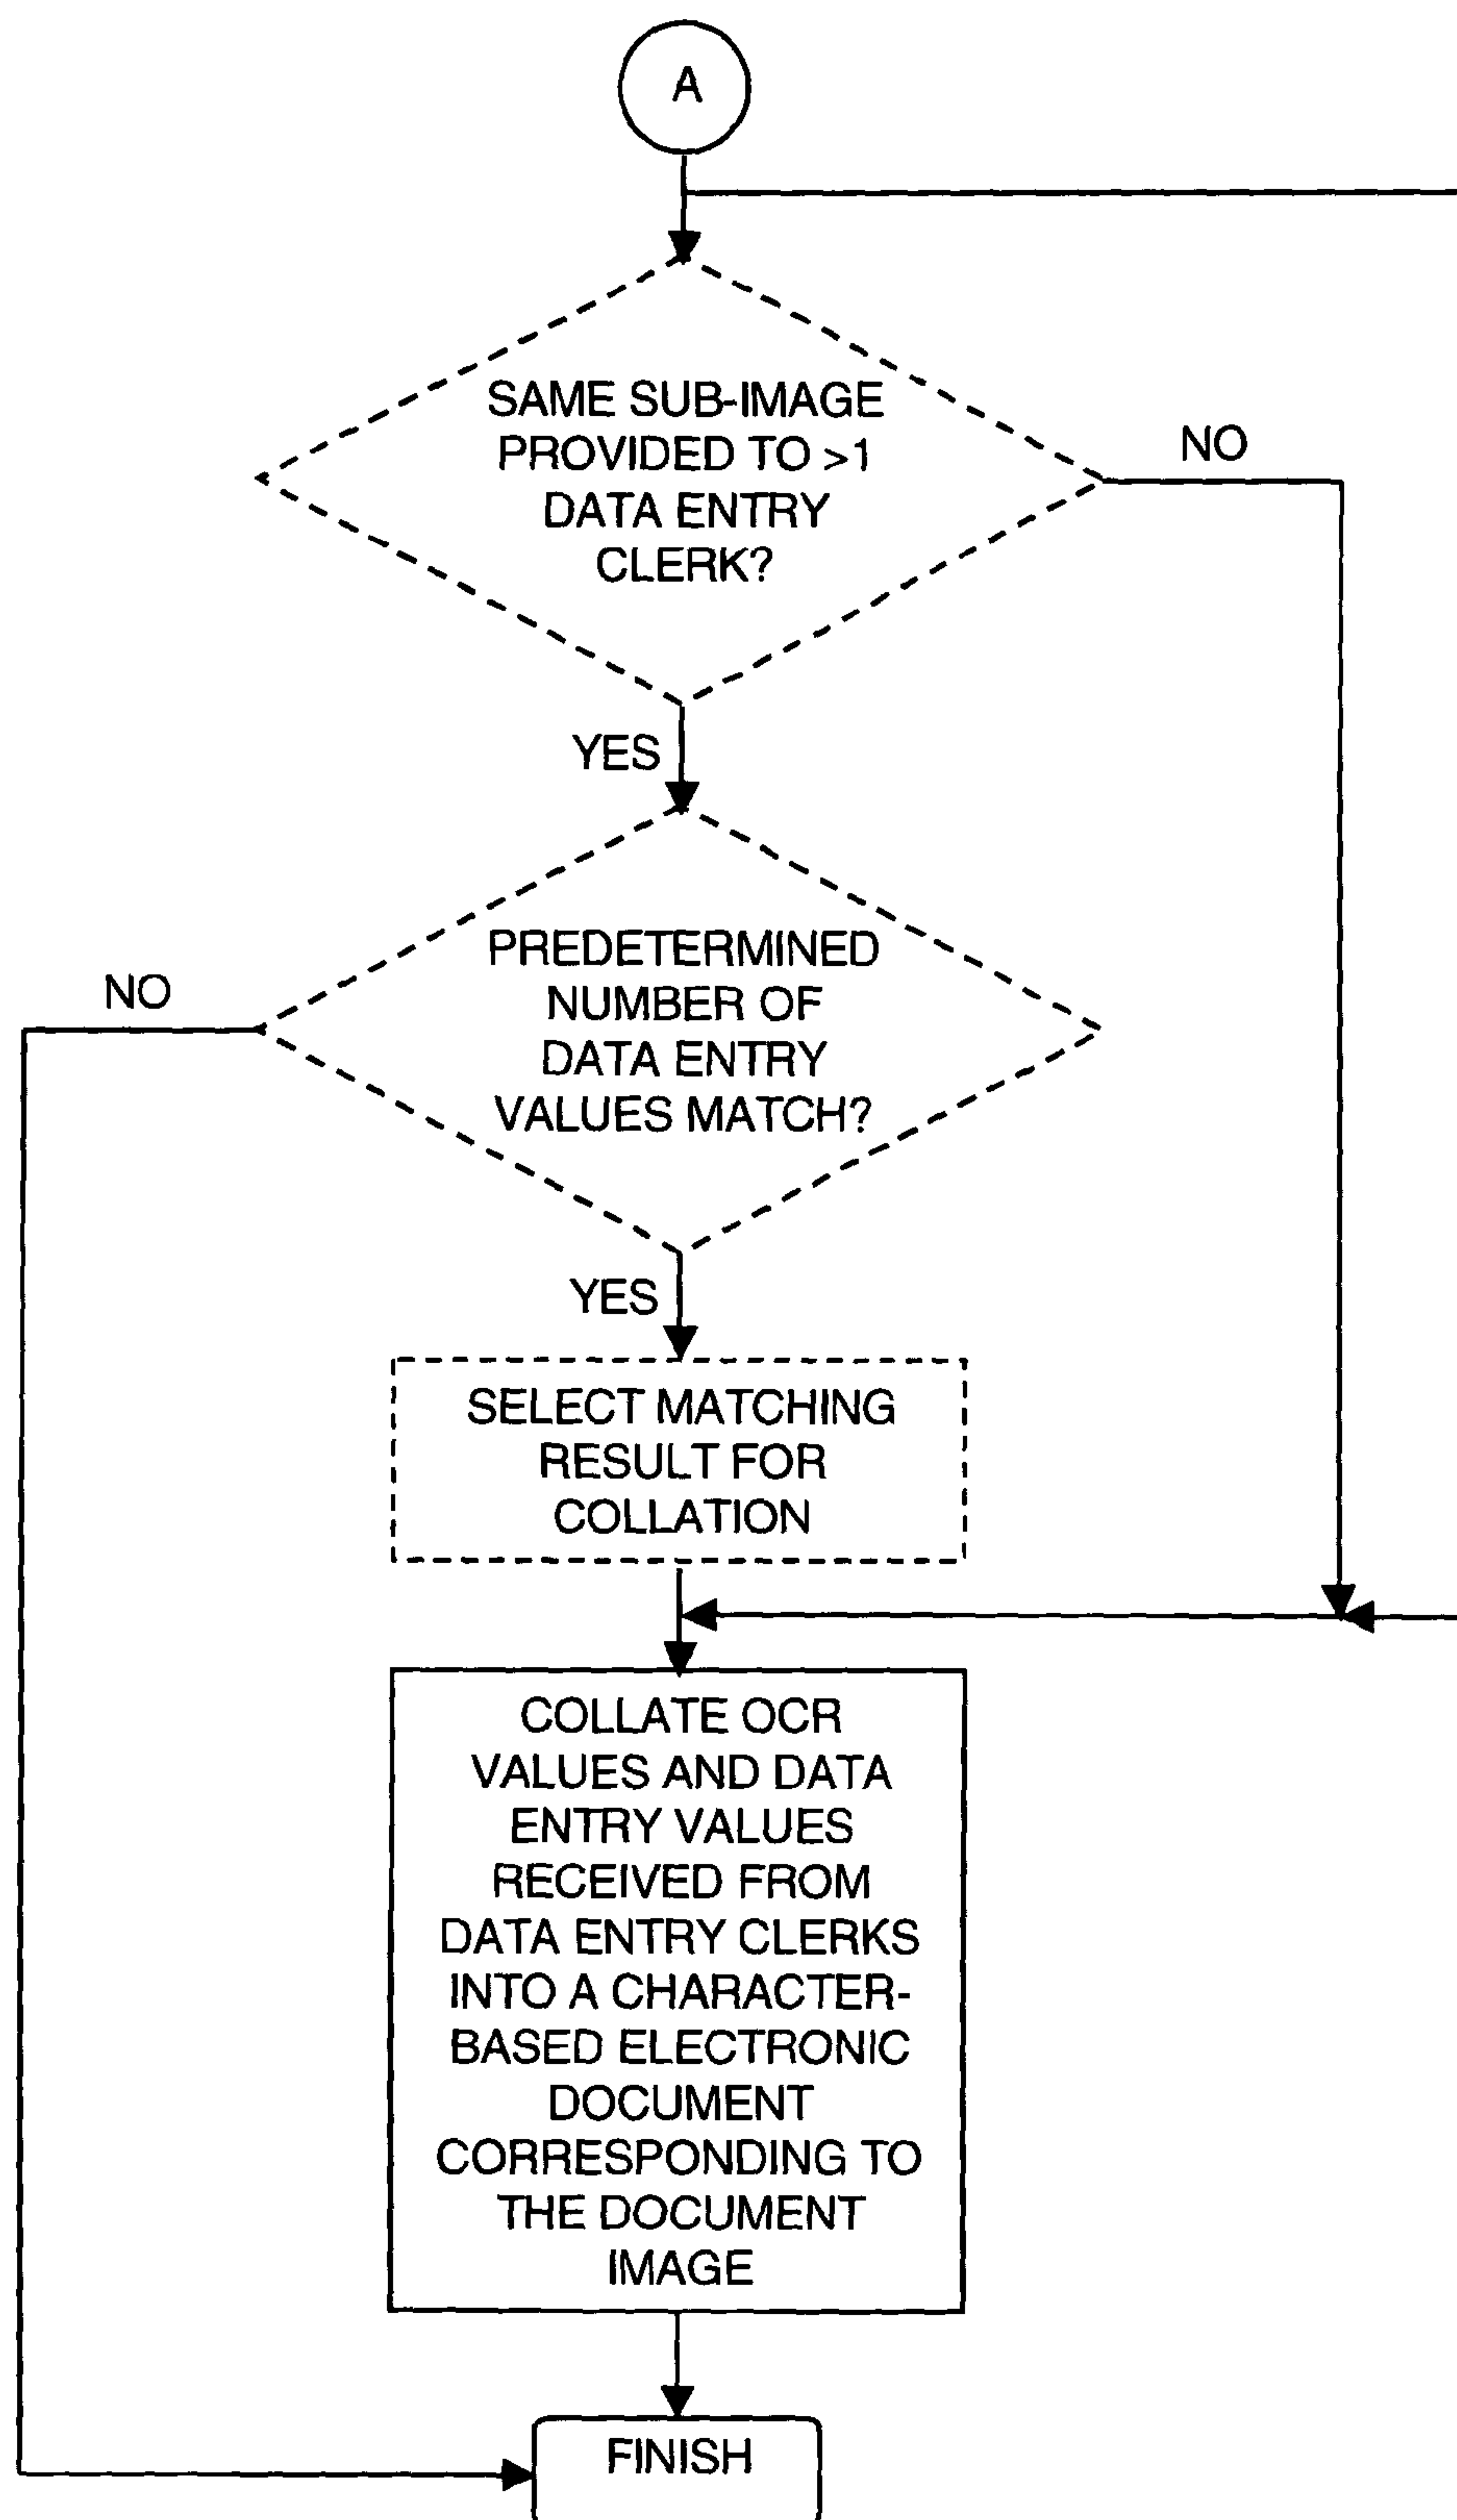 A
SAME SUB-IMAGE
PROVIDED TO >1
DATA ENTRY
CLERK?
NO
YES
PREDETERMINED
NUMBER OF
DATA ENTRY
VALUES MATCH?
NO
YES
SELECT MATCHING
RESULT FOR
COLLATION
COLLATE OCR
VALUES AND DATA
ENTRY VALUES
RECEIVED FROM
DATA ENTRY CLERKS
INTO A CHARACTER-
BASED ELECTRONIC
DOCUMENT
CORRESPONDING TO
THE DOCUMENT
IMAGE
FINISH